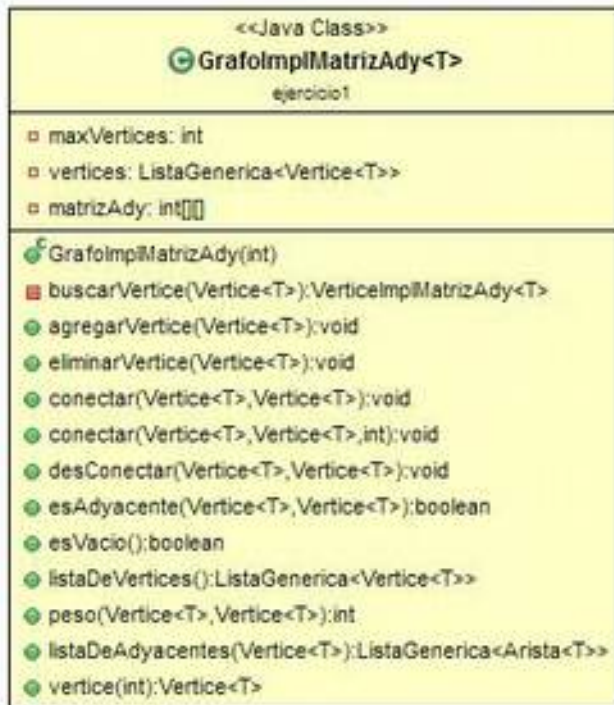 <<Java Class>>
GrafoImplMatrizAdy<T>
ejercicio1
maxVertices: int
vertices: ListaGenerica<Vertice<T>>
matrizAdy: int[][]
GrafoImplMatrizAdy(int)
buscarVertice(Vertice<T>):VerticeImplMatrizAdy<T>
agregarVertice(Vertice<T>):void
eliminarVertice(Vertice<T>):void
conectar(Vertice<T>,Vertice<T>):void
conectar(Vertice<T>,Vertice<T>,int):void
desConectar(Vertice<T>,Vertice<T>):void
esAdyacente(Vertice<T>,Vertice<T>):boolean
esVacio():boolean
listaDeVertices():ListaGenerica<Vertice<T>>
peso(Vertice<T>,Vertice<T>):int
listaDeAdyacentes(Vertice<T>):ListaGenerica<Arista<T>>
vertice(int):Vertice<T>